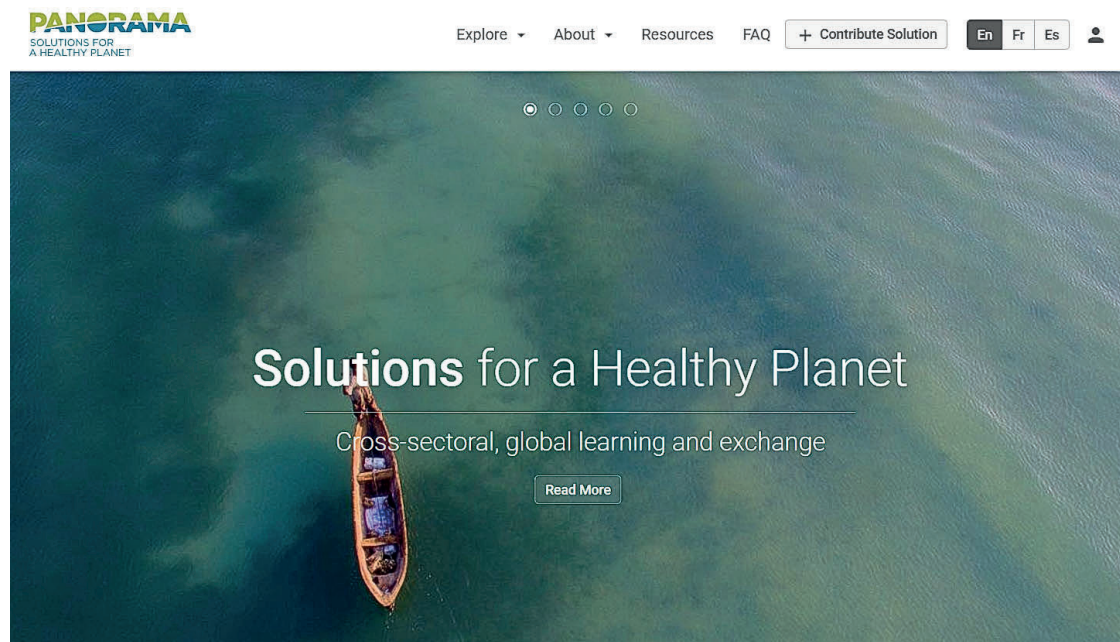 PANORAMA
SOLUTIONS FOR
A HEALTHY PLANET
Explore
About
Resources
FAQ
+ Contribute Solution
En
Fr
Es
Solutions for a Healthy Planet
Cross-sectoral, global learning and exchange
Read More